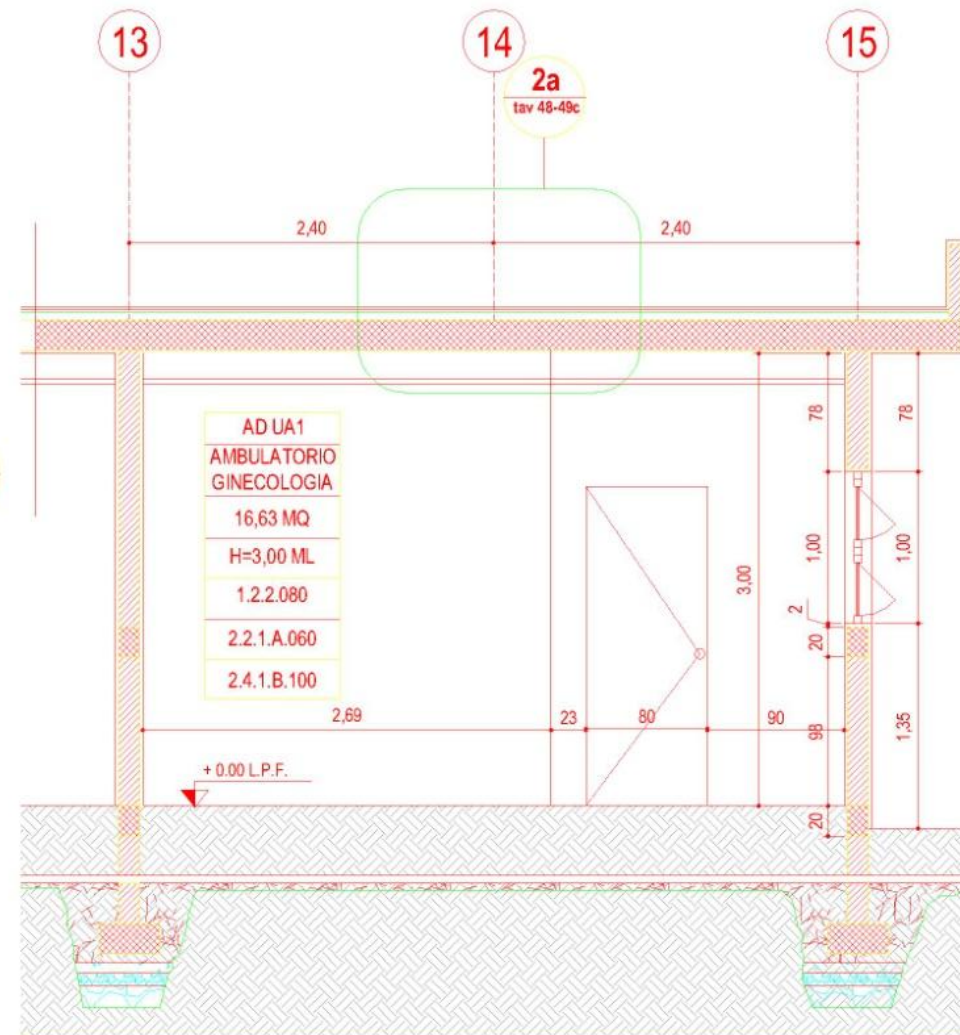 13
14
15
2a
tav 48-49c
2,40
2,40
AD UA1
AMBULATORIO
GINECOLOGIA
16,63 MQ
H=3,00 ML
1.2.2.080
2.2.1.A.060
2.4.1.B.100
78
78
1,00
1,00
3,00
2
20
2,69
23
80
90
98
1,35
+ 0.00 L.P.F.
20